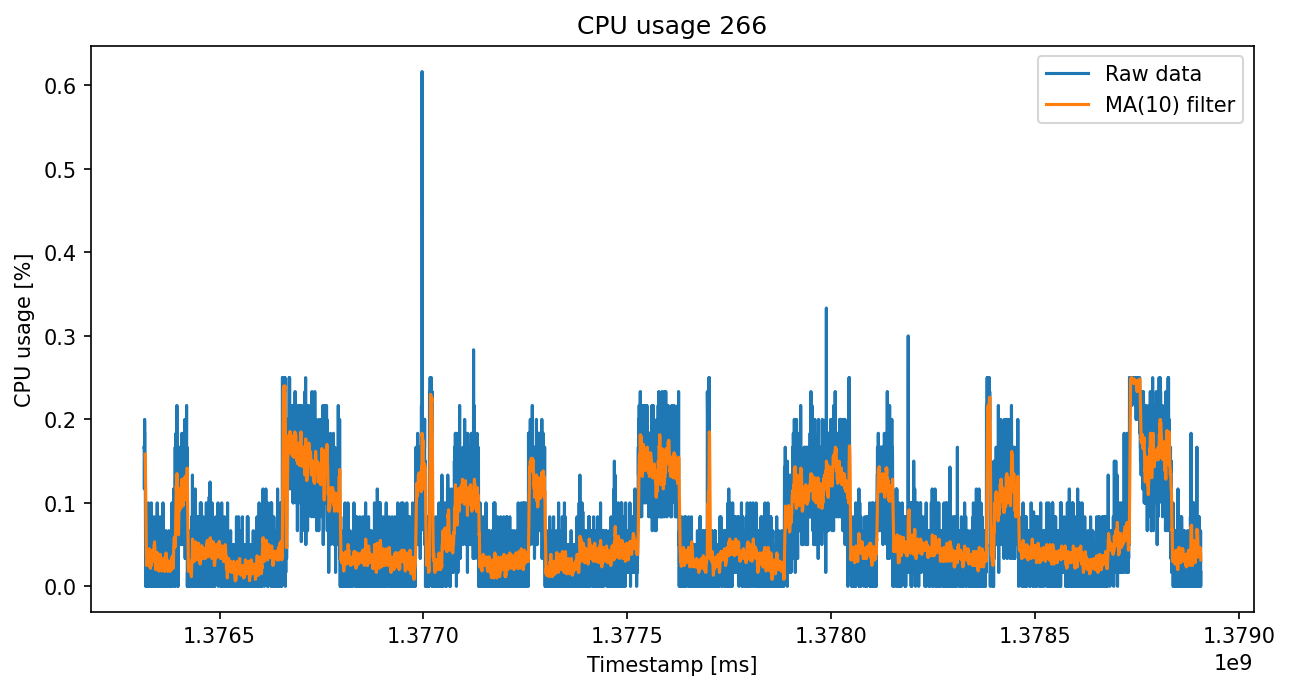 CPU usage 266
Raw data
MA(10) filter
CPU usage [%]
0.6
0.5
0.4
0.3
0.2
0.1
0.0
1.3765
1.3770
1.3775
1.3780
1.3785
1.3790
1e9
Timestamp [ms]